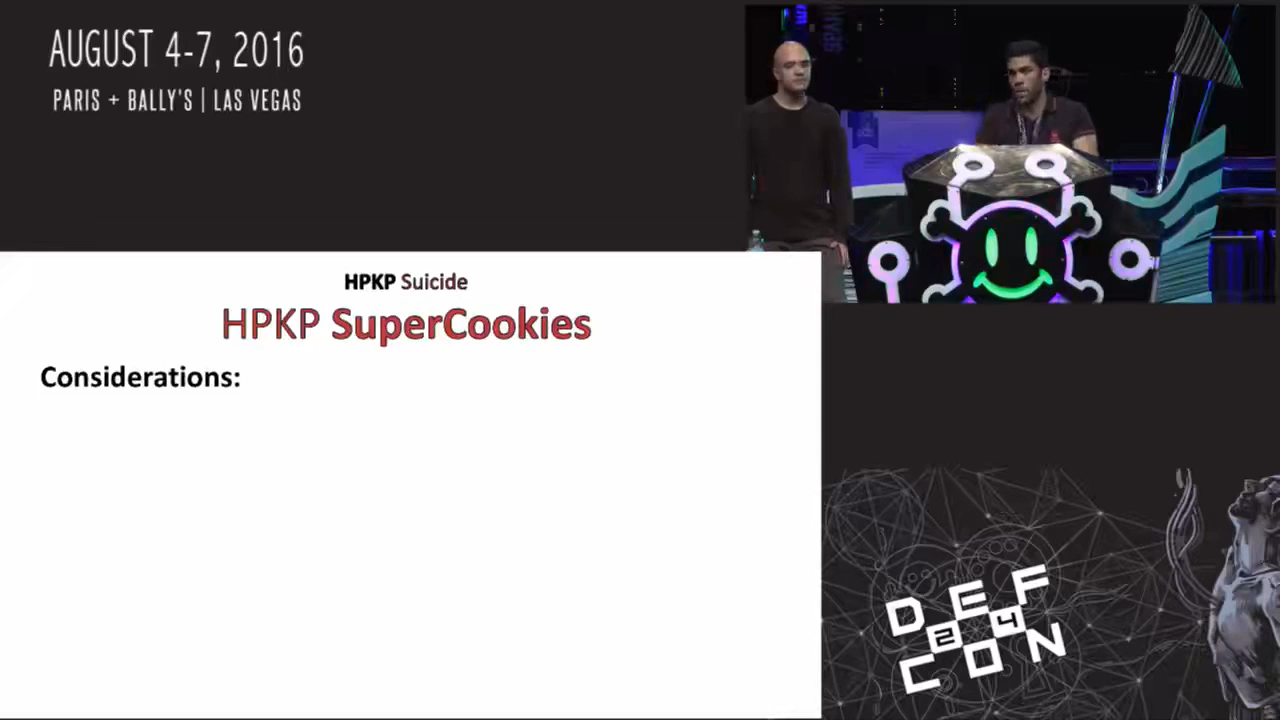 AUGUST 4-7, 2016
PARIS + BALLY'S | LAS VEGAS
HPKP Suicide
HPKP SuperCookies
Considerations:
DEF
24
CON